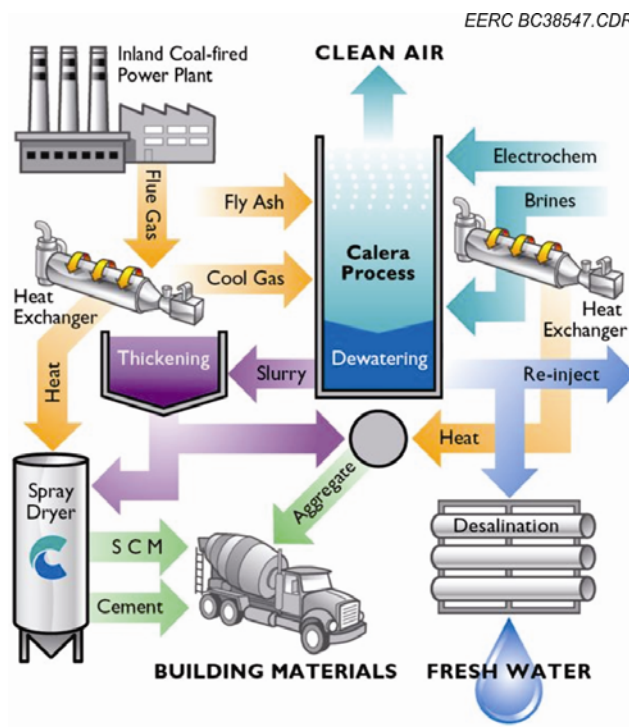 EERC BC38547.CDR
Inland Coal-fired
Power Plant
CLEAN AIR
Flue Gas
Fly Ash
Electrochem
Brines
Calera
Process
Cool Gas
Heat
Exchanger
Heat
Exchanger
Thickening
Slurry
Dewatering
Re-inject
Heat
Heat
Spray
Dryer
Aggregate
Desalination
SCM
Cement
BUILDING MATERIALS
FRESH WATER